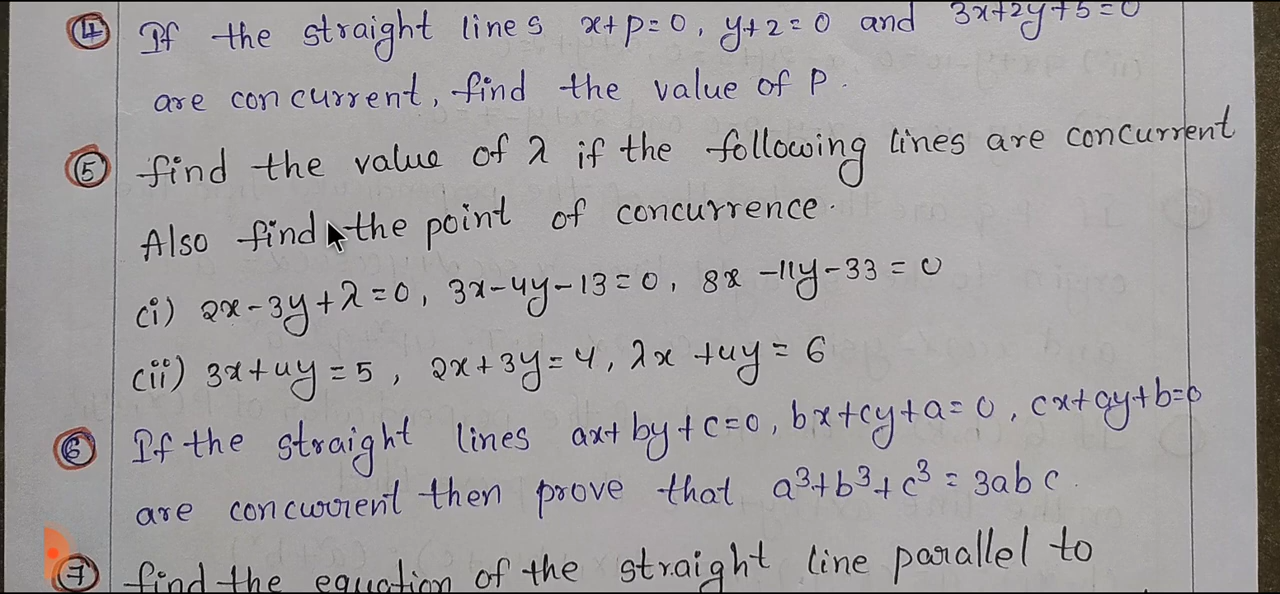 ④ If the straight lines x+p=0, y+2=0 and 3x+2y+5=0
are concurrent, find the value of P.
⑤ find the value of λ if the following lines are concurrent
Also find the point of concurrence.
(i) 2x-3y+λ=0, 3x-4y-13=0, 8x-11y-33=0
(ii) 3x+4y=5, 2x+3y=4, λx+4y=6
⑥ If the straight lines ax+by+c=0, bx+cy+a=0, cx+ay+b=0
are concurrent then prove that a³+b³+c³=3abc.
⑦ find the equation of the straight line parallel to